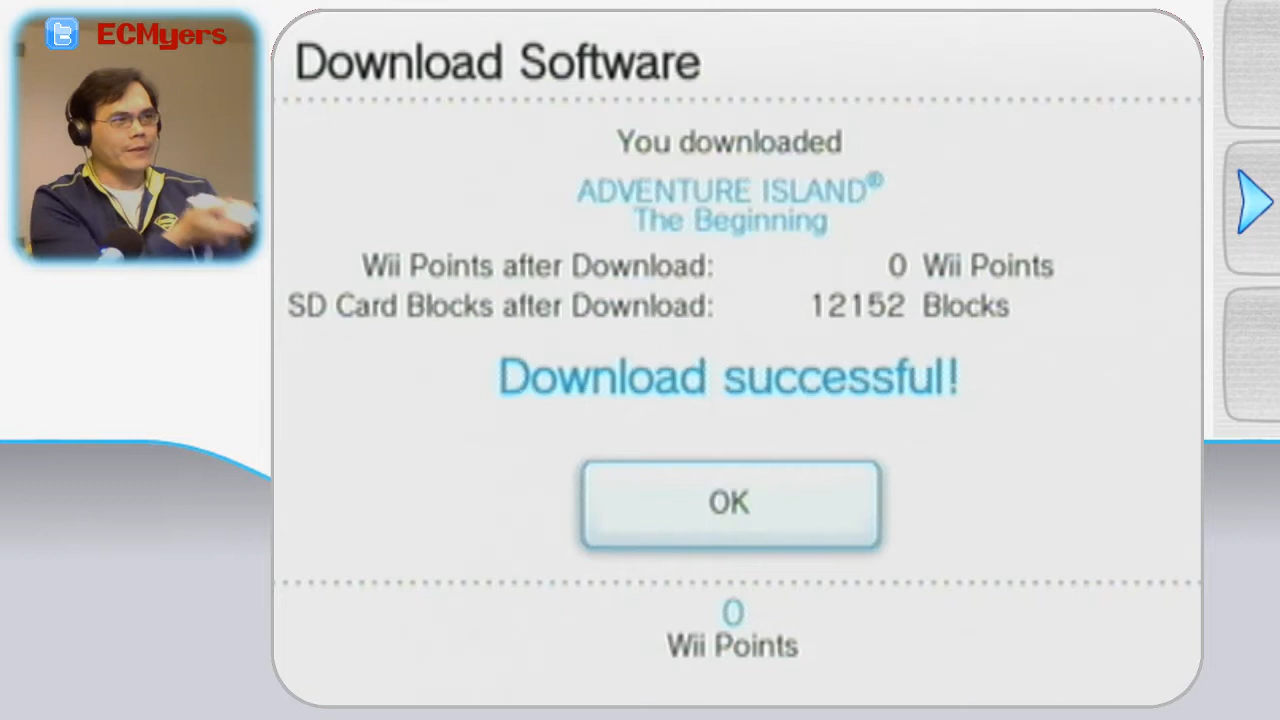 ECMyers
Download Software
You downloaded
ADVENTURE ISLAND®
The Beginning
Wii Points after Download: 0 Wii Points
SD Card Blocks after Download: 12152 Blocks
Download successful!
OK
0
Wii Points